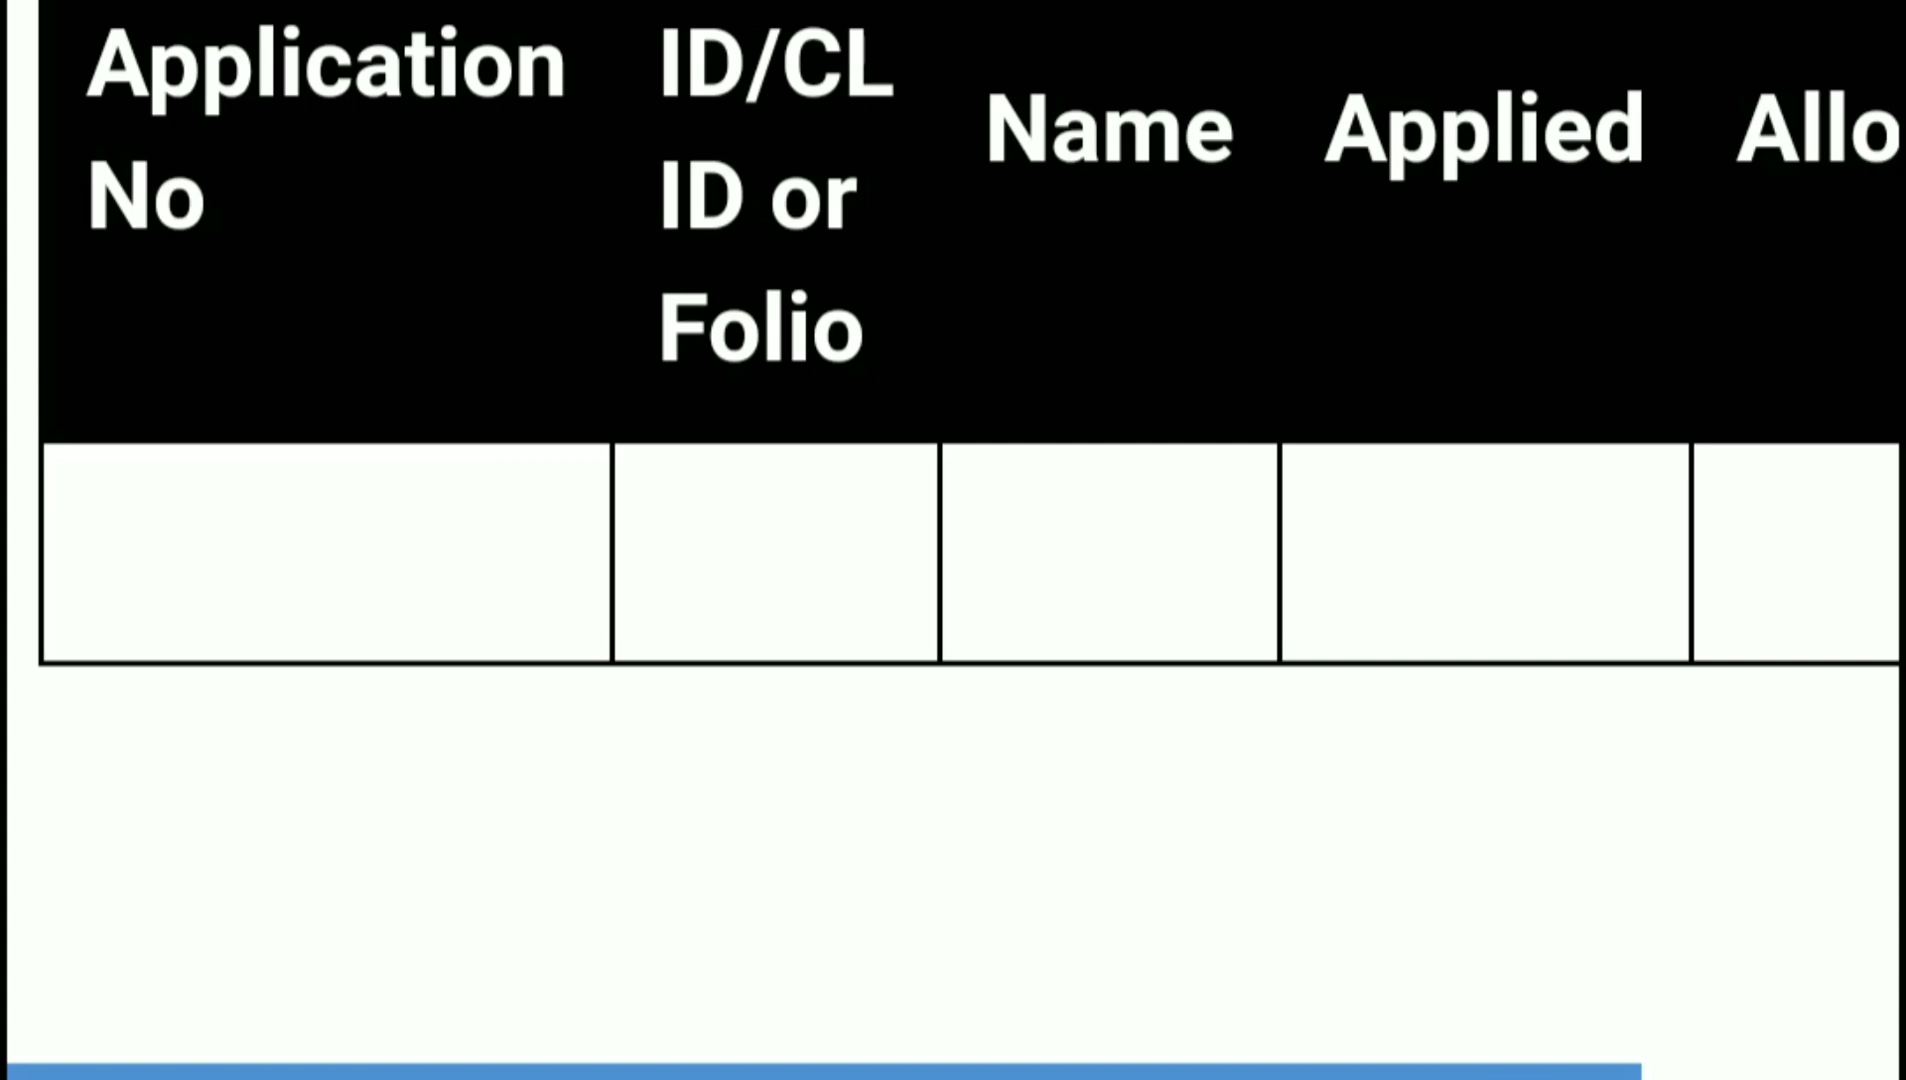 Application
No
ID/CL
ID or
Folio
Name
Applied
Allo